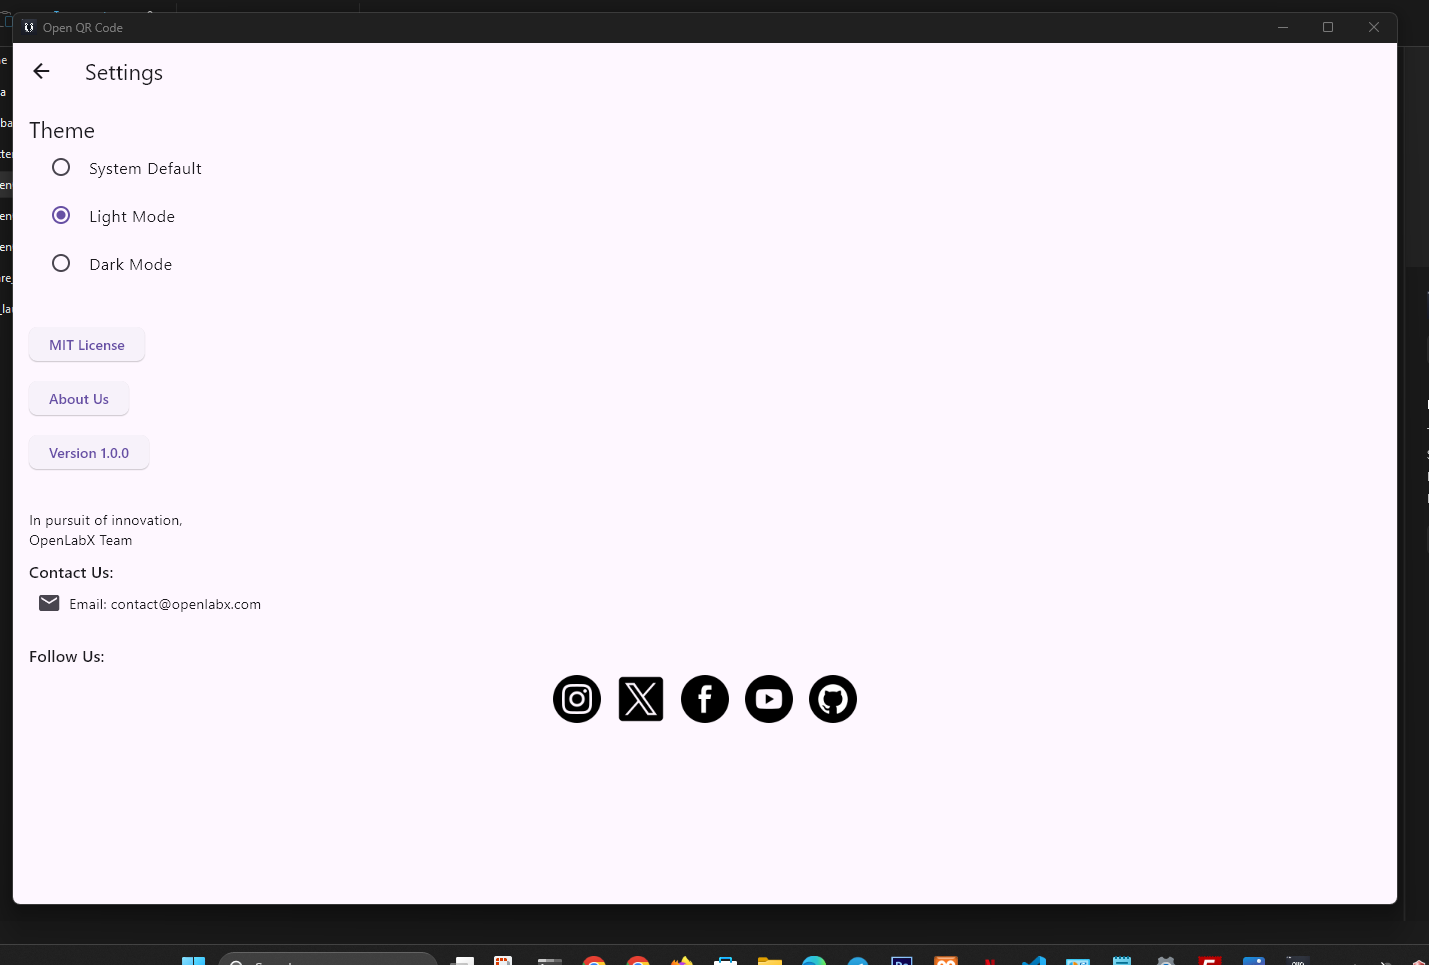 Open QR Code
Settings
Theme
System Default
Light Mode
Dark Mode
MIT License
About Us
Version 1.0.0
In pursuit of innovation,
OpenLabX Team
Contact Us:
Email: contact@openlabx.com
Follow Us: